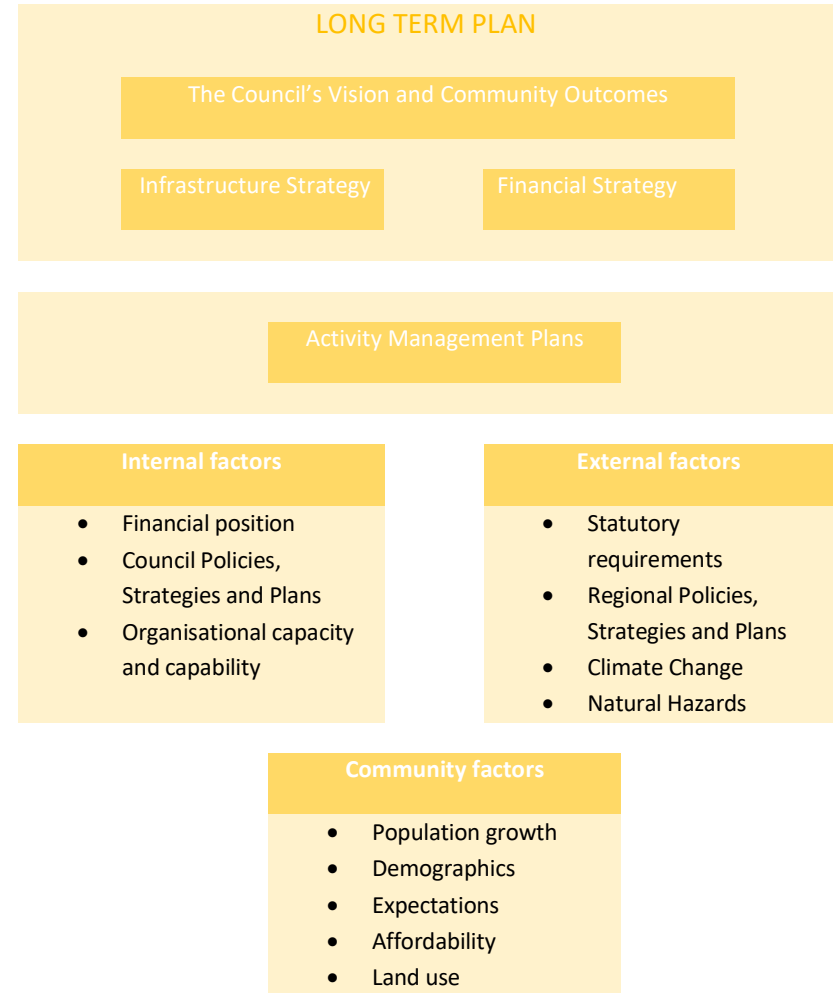 LONG TERM PLAN
The Council’s Vision and Community Outcomes
Infrastructure Strategy
Financial Strategy
Activity Management Plans
Internal factors
• Financial position
• Council Policies,
Strategies and Plans
• Organisational capacity
and capability
External factors
• Statutory
requirements
• Regional Policies,
Strategies and Plans
• Climate Change
• Natural Hazards
Community factors
• Population growth
• Demographics
• Expectations
• Affordability
• Land use